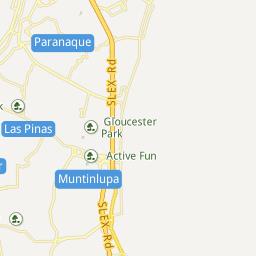 Paranaque
SLEX Rd
Gloucester
Park
Las Pinas
Active Fun
Muntinlupa
SLEX Rd